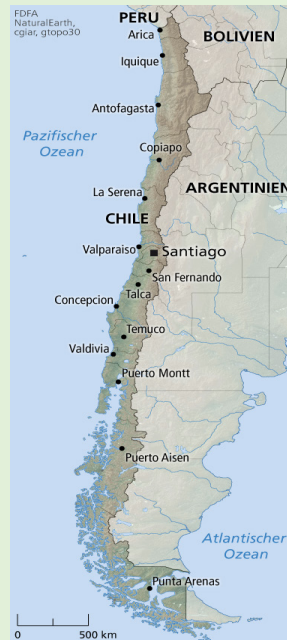 FDFA
NaturalEarth,
cgiar, gtopo30
PERU
Arica
BOLIVIEN
Iquique
Antofagasta
Pazifischer
Ozean
Copiapo
La Serena
ARGENTINIEN
CHILE
Valparaiso
Santiago
San Fernando
Talca
Concepcion
Temuco
Valdivia
Puerto Montt
Puerto Aisen
Atlantischer
Ozean
Punta Arenas
0 500 km